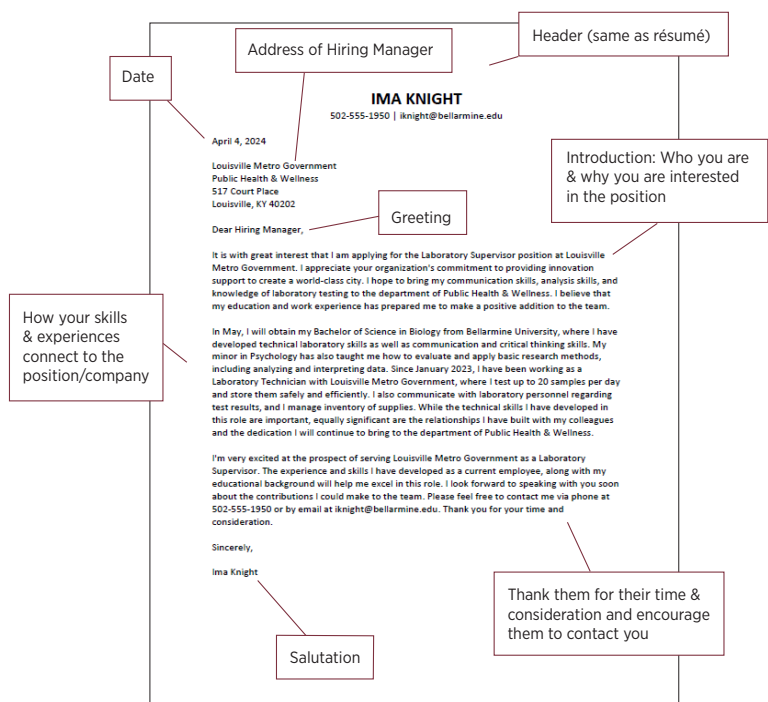 Header (same as résumé)
Address of Hiring Manager
Date
IMA KNIGHT
502-555-1950 | iknight@bellarmine.edu
April 4, 2024
Louisville Metro Government
Public Health & Wellness
517 Court Place
Louisville, KY 40202
Introduction: Who you are
& why you are interested
in the position
Greeting
Dear Hiring Manager,
It is with great interest that I am applying for the Laboratory Supervisor position at Louisville
Metro Government. I appreciate your organization's commitment to providing innovation
support to create a world-class city. I hope to bring my communication skills, analysis skills, and
knowledge of laboratory testing to the department of Public Health & Wellness. I believe that
my education and work experience has prepared me to make a positive addition to the team.
How your skills
& experiences
connect to the
position/company
In May, I will obtain my Bachelor of Science in Biology from Bellarmine University, where I have
developed technical laboratory skills as well as communication and critical thinking skills. My
minor in Psychology has also taught me how to evaluate and apply basic research methods,
including analyzing and interpreting data. Since January 2023, I have been working as a
Laboratory Technician with Louisville Metro Government, where I test up to 20 samples per day
and store them safely and efficiently. I also communicate with laboratory personnel regarding
test results, and I manage inventory of supplies. While the technical skills I have developed in
this role are important, equally significant are the relationships I have built with my colleagues
and the dedication I will continue to bring to the department of Public Health & Wellness.
I'm very excited at the prospect of serving Louisville Metro Government as a Laboratory
Supervisor. The experience and skills I have developed as a current employee, along with my
educational background will help me excel in this role. I look forward to speaking with you soon
about the contributions I could make to the team. Please feel free to contact me via phone at
502-555-1950 or by email at iknight@bellarmine.edu. Thank you for your time and
consideration.
Sincerely,
Ima Knight
Thank them for their time &
consideration and encourage
them to contact you
Salutation